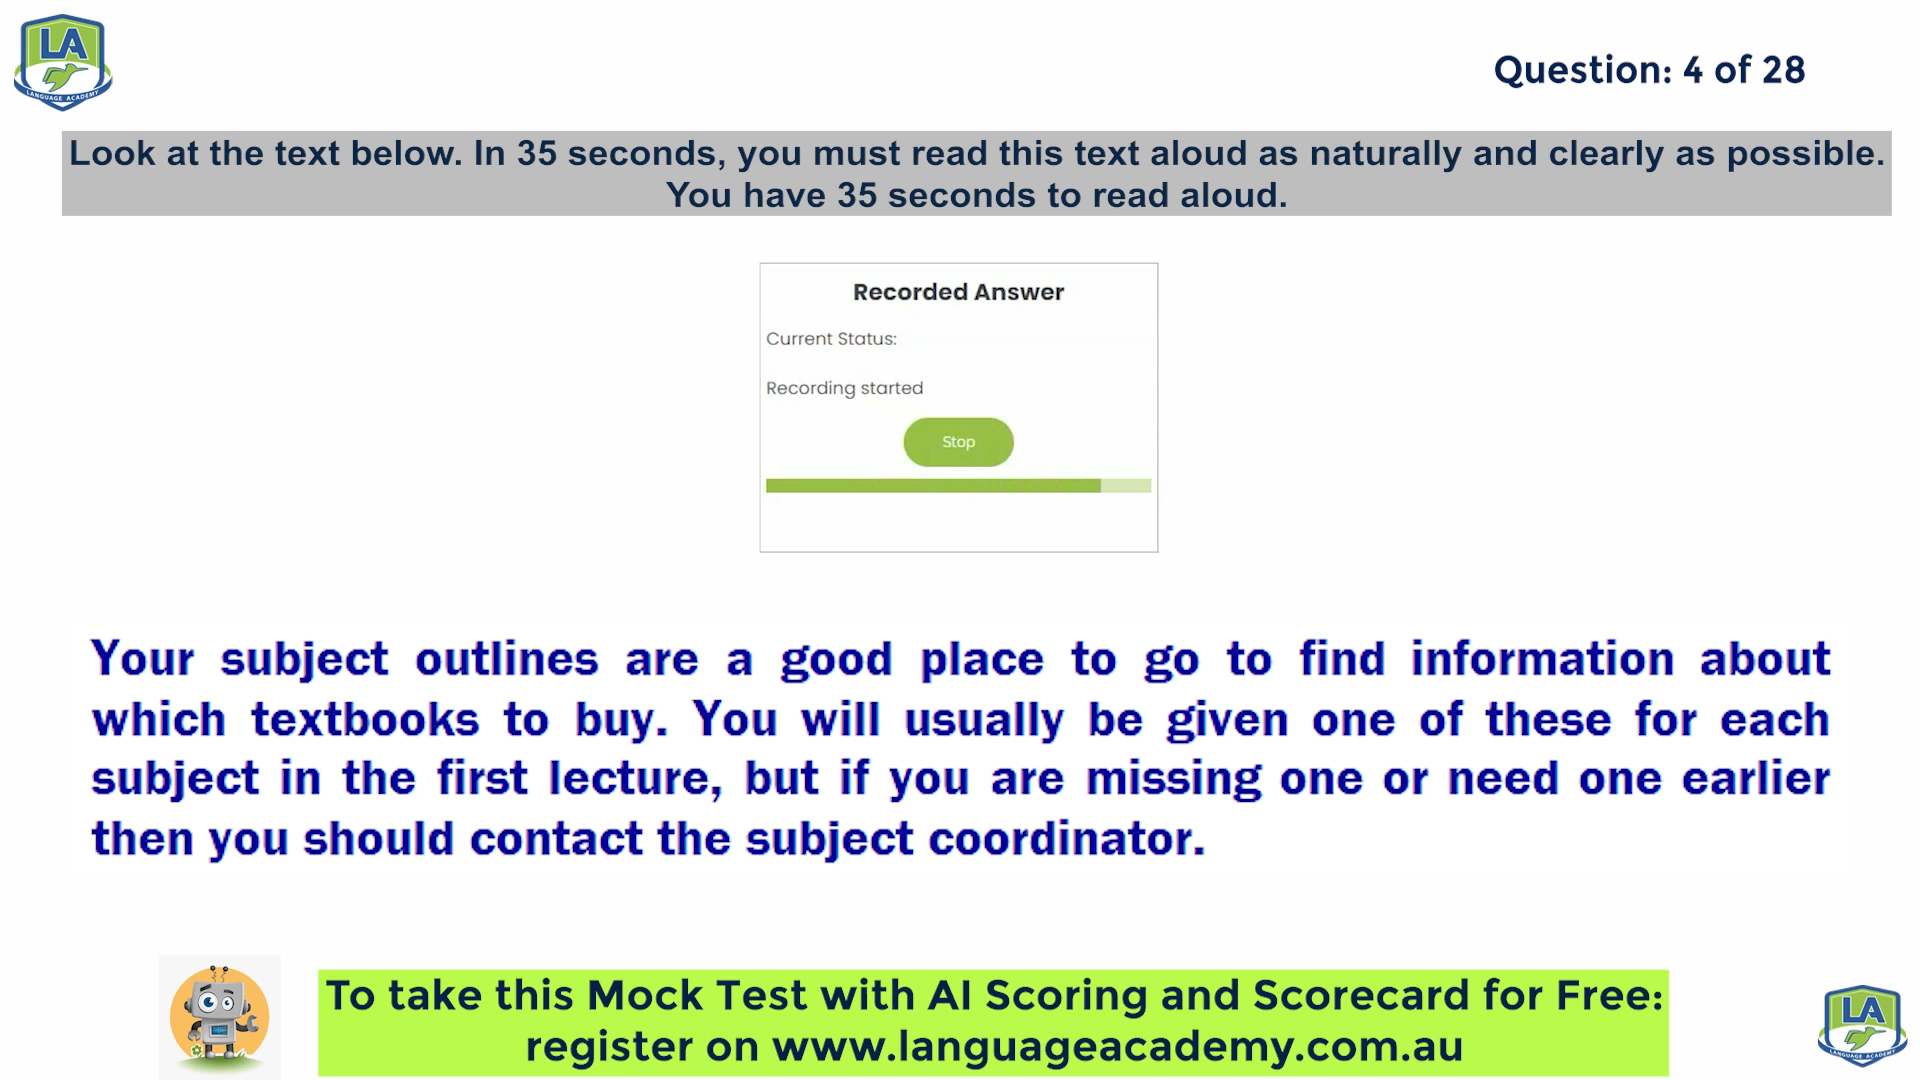 LA
LANGUAGE ACADEMY
Question: 4 of 28
Look at the text below. In 35 seconds, you must read this text aloud as naturally and clearly as possible.
You have 35 seconds to read aloud.
Recorded Answer
Current Status:
Recording started
Stop
Your subject outlines are a good place to go to find information about
which textbooks to buy. You will usually be given one of these for each
subject in the first lecture, but if you are missing one or need one earlier
then you should contact the subject coordinator.
To take this Mock Test with AI Scoring and Scorecard for Free:
register on www.languageacademy.com.au
LA
LANGUAGE ACADEMY